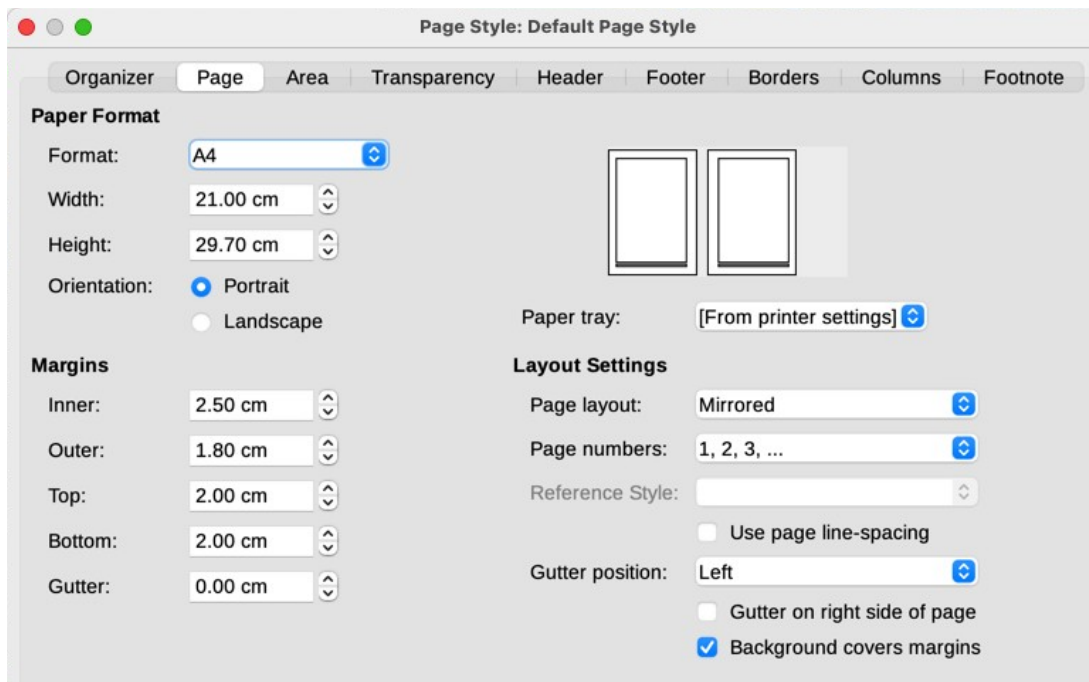 Page Style: Default Page Style
Organizer Page Area Transparency Header Footer Borders Columns Footnote
Paper Format
Format: A4
Width: 21.00 cm
Height: 29.70 cm
Orientation: Portrait
Landscape
Paper tray: [From printer settings]
Margins
Inner: 2.50 cm
Outer: 1.80 cm
Top: 2.00 cm
Bottom: 2.00 cm
Gutter: 0.00 cm
Layout Settings
Page layout: Mirrored
Page numbers: 1, 2, 3, ...
Reference Style:
Use page line-spacing
Gutter position: Left
Gutter on right side of page
Background covers margins